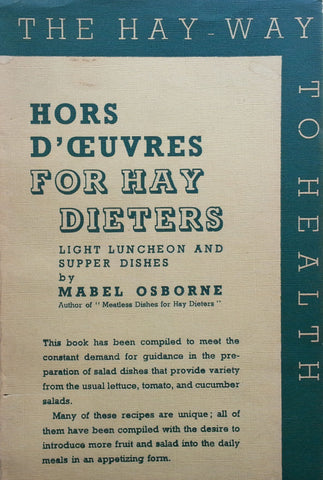 THE HAY-WAY
TO HEALTH
HORS
D'ŒUVRES
FOR HAY
DIETERS
LIGHT LUNCHEON AND
SUPPER DISHES
by
MABEL OSBORNE
Author of "Meatless Dishes for Hay Dieters"
This book has been compiled to meet the
constant demand for guidance in the pre-
paration of salad dishes that provide variety
from the usual lettuce, tomato, and cucumber
salads.
Many of these recipes are unique; all of
them have been compiled with the desire to
introduce more fruit and salad into the daily
meals in an appetizing form.